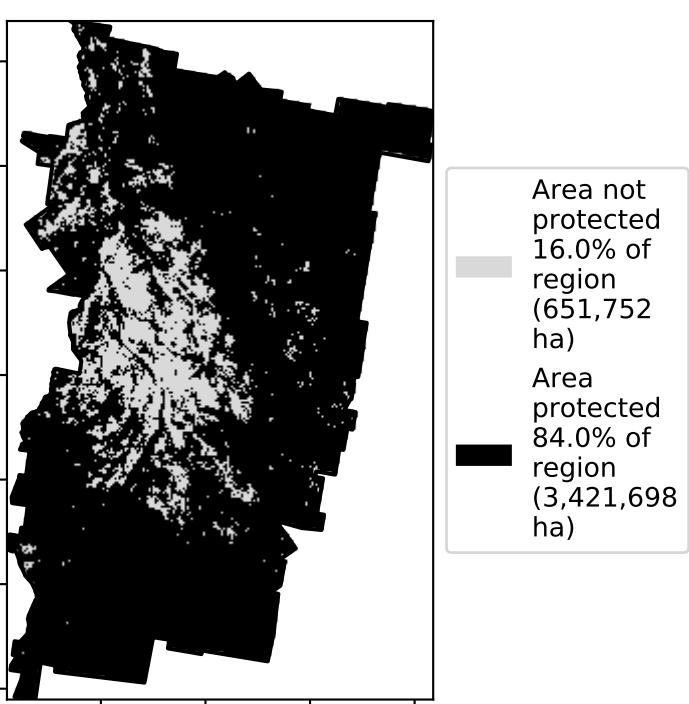 Area not
protected
16.0% of
region
(651,752
ha)
Area
protected
84.0% of
region
(3,421,698
ha)